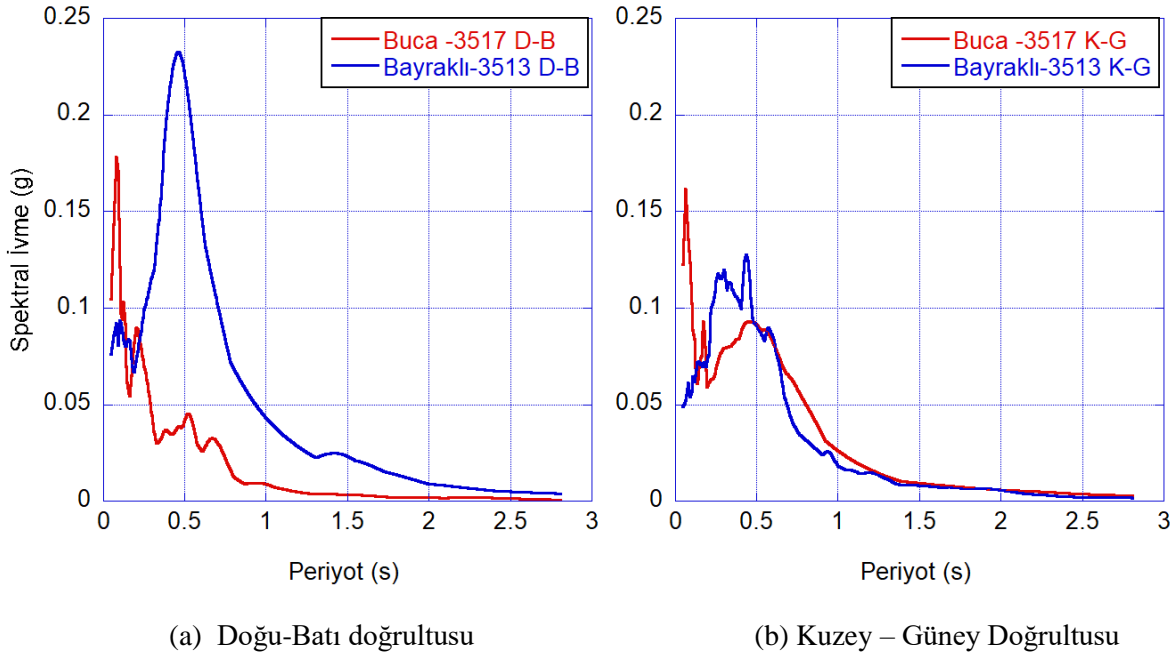 0.25
0.2
0.15
0.1
0.05
0
Spektral İvme (g)
Buca -3517 D-B
Bayraklı-3513 D-B
0 0.5 1 1.5 2 2.5 3
Periyot (s)
(a) Doğu-Batı doğrultusu
0.25
0.2
0.15
0.1
0.05
0
Buca -3517 K-G
Bayraklı-3513 K-G
0 0.5 1 1.5 2 2.5 3
Periyot (s)
(b) Kuzey – Güney Doğrultusu